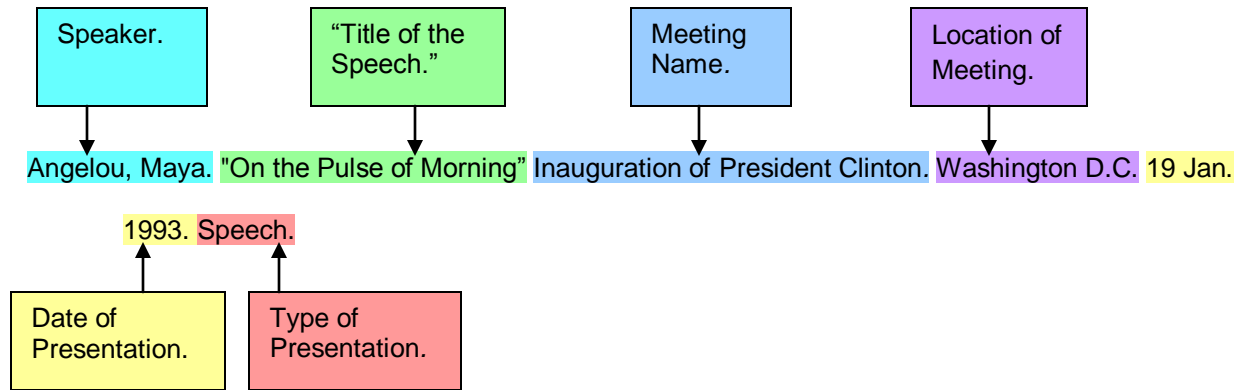 Speaker.
“Title of the
Speech.”
Meeting
Name.
Location of
Meeting.
Angelou, Maya. "On the Pulse of Morning” Inauguration of President Clinton. Washington D.C. 19 Jan.
1993. Speech.
Date of
Presentation.
Type of
Presentation.